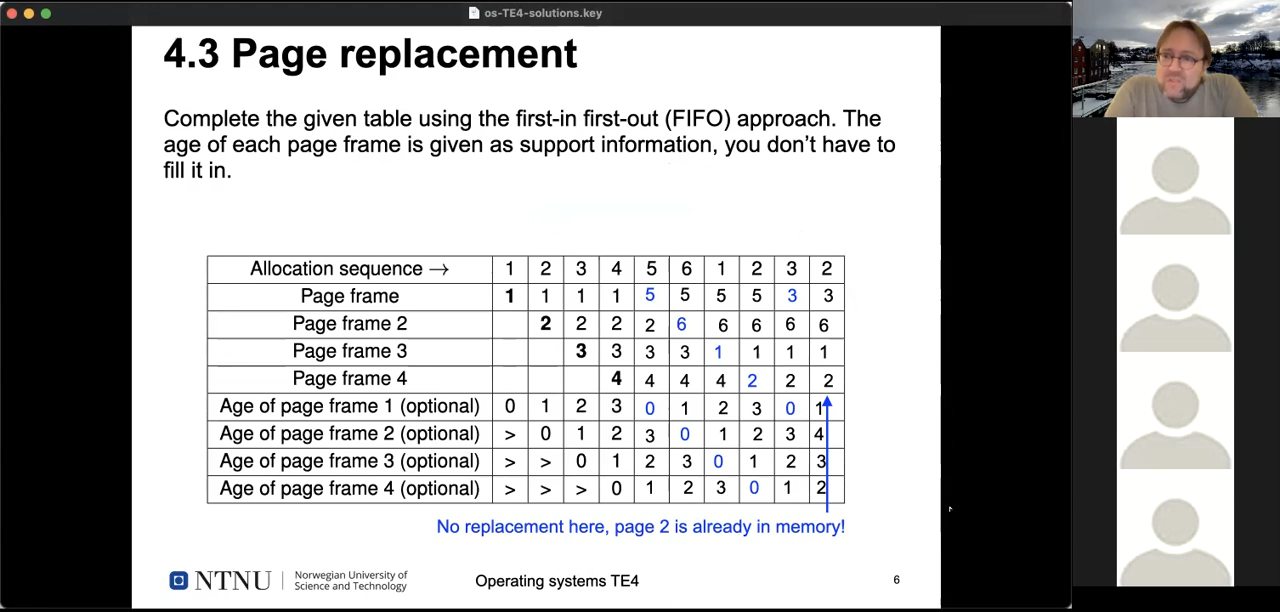 os-TE4-solutions.key
4.3 Page replacement
Complete the given table using the first-in first-out (FIFO) approach. The
age of each page frame is given as support information, you don't have to
fill it in.
Allocation sequence → 1 2 3 4 5 6 1 2 3 2
Page frame 1 1 1 1 5 5 5 5 3 3
Page frame 2 2 2 2 2 6 6 6 6 6
Page frame 3 3 3 3 3 1 1 1 1
Page frame 4 4 4 4 4 2 2 2
Age of page frame 1 (optional) 0 1 2 3 0 1 2 3 0 1
Age of page frame 2 (optional) > 0 1 2 3 0 1 2 3 4
Age of page frame 3 (optional) > > 0 1 2 3 0 1 2 3
Age of page frame 4 (optional) > > > 0 1 2 3 0 1 2
No replacement here, page 2 is already in memory!
NTNU
Norwegian University of
Science and Technology
Operating systems TE4
6